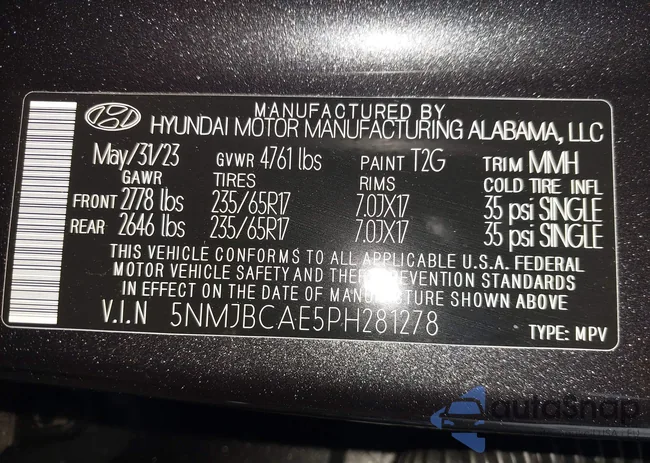 MANUFACTURED BY
HYUNDAI MOTOR MANUFACTURING ALABAMA, LLC
May/31/23 GVWR 4761 lbs PAINT T2G TRIM MMH
GAWR TIRES RIMS COLD TIRE INFL
FRONT 2778 lbs 235/65R17 7.0JX17 35 psi SINGLE
REAR 2646 lbs 235/65R17 7.0JX17 35 psi SINGLE
THIS VEHICLE CONFORMS TO ALL APPLICABLE U.S.A. FEDERAL
MOTOR VEHICLE SAFETY AND THEFT PREVENTION STANDARDS
IN EFFECT ON THE DATE OF MANUFACTURE SHOWN ABOVE
V.I.N 5NMJBCAE5PH281278 TYPE: MPV
autoSnap